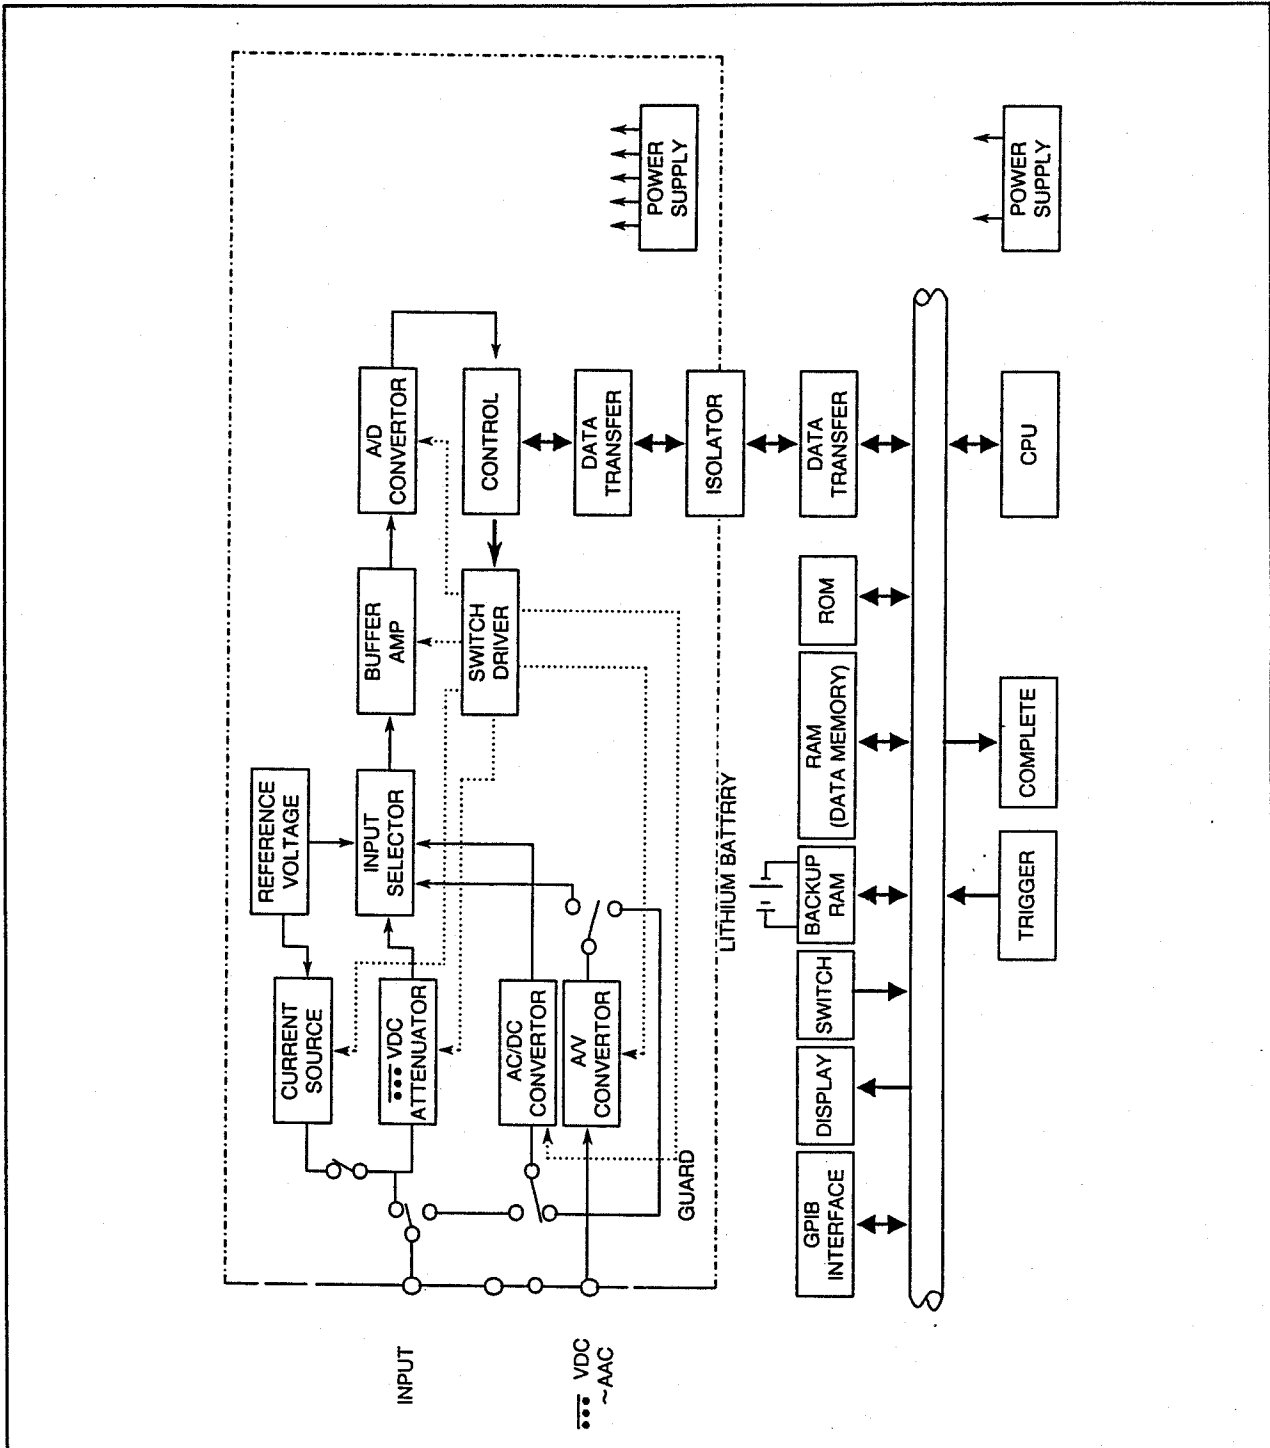 REFERENCE
VOLTAGE
CURRENT
SOURCE
INPUT
SELECTOR
BUFFER
AMP
A/D
CONVERTOR
VDC
ATTENUATOR
SWITCH
DRIVER
CONTROL
AC/DC
CONVERTOR
A/V
CONVERTOR
DATA
TRANSFER
POWER
SUPPLY
GUARD
ISOLATOR
INPUT
VDC
~AAC
LITHIUM BATTRRY
GPIB
INTERFACE
DISPLAY
SWITCH
BACKUP
RAM
RAM
(DATA MEMORY)
ROM
DATA
TRANSFER
TRIGGER
COMPLETE
CPU
POWER
SUPPLY